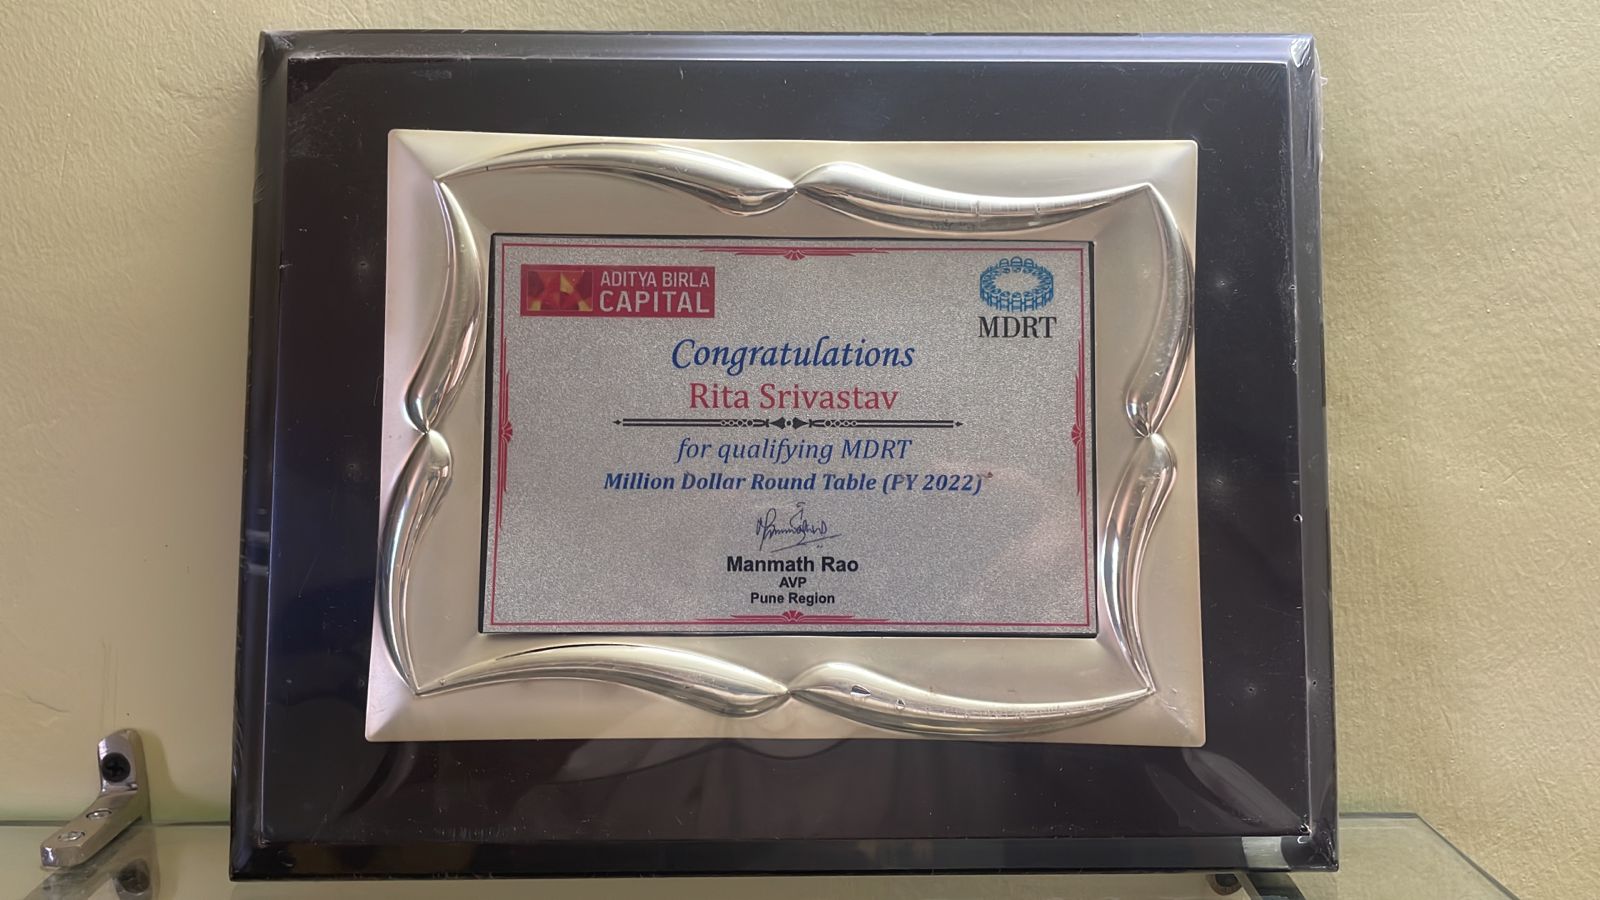 ADITYA BIRLA
CAPITAL
MDRT
Congratulations
Rita Srivastav
for qualifying MDRT
Million Dollar Round Table (FY 2022)
Manmath Rao
AVP
Pune Region